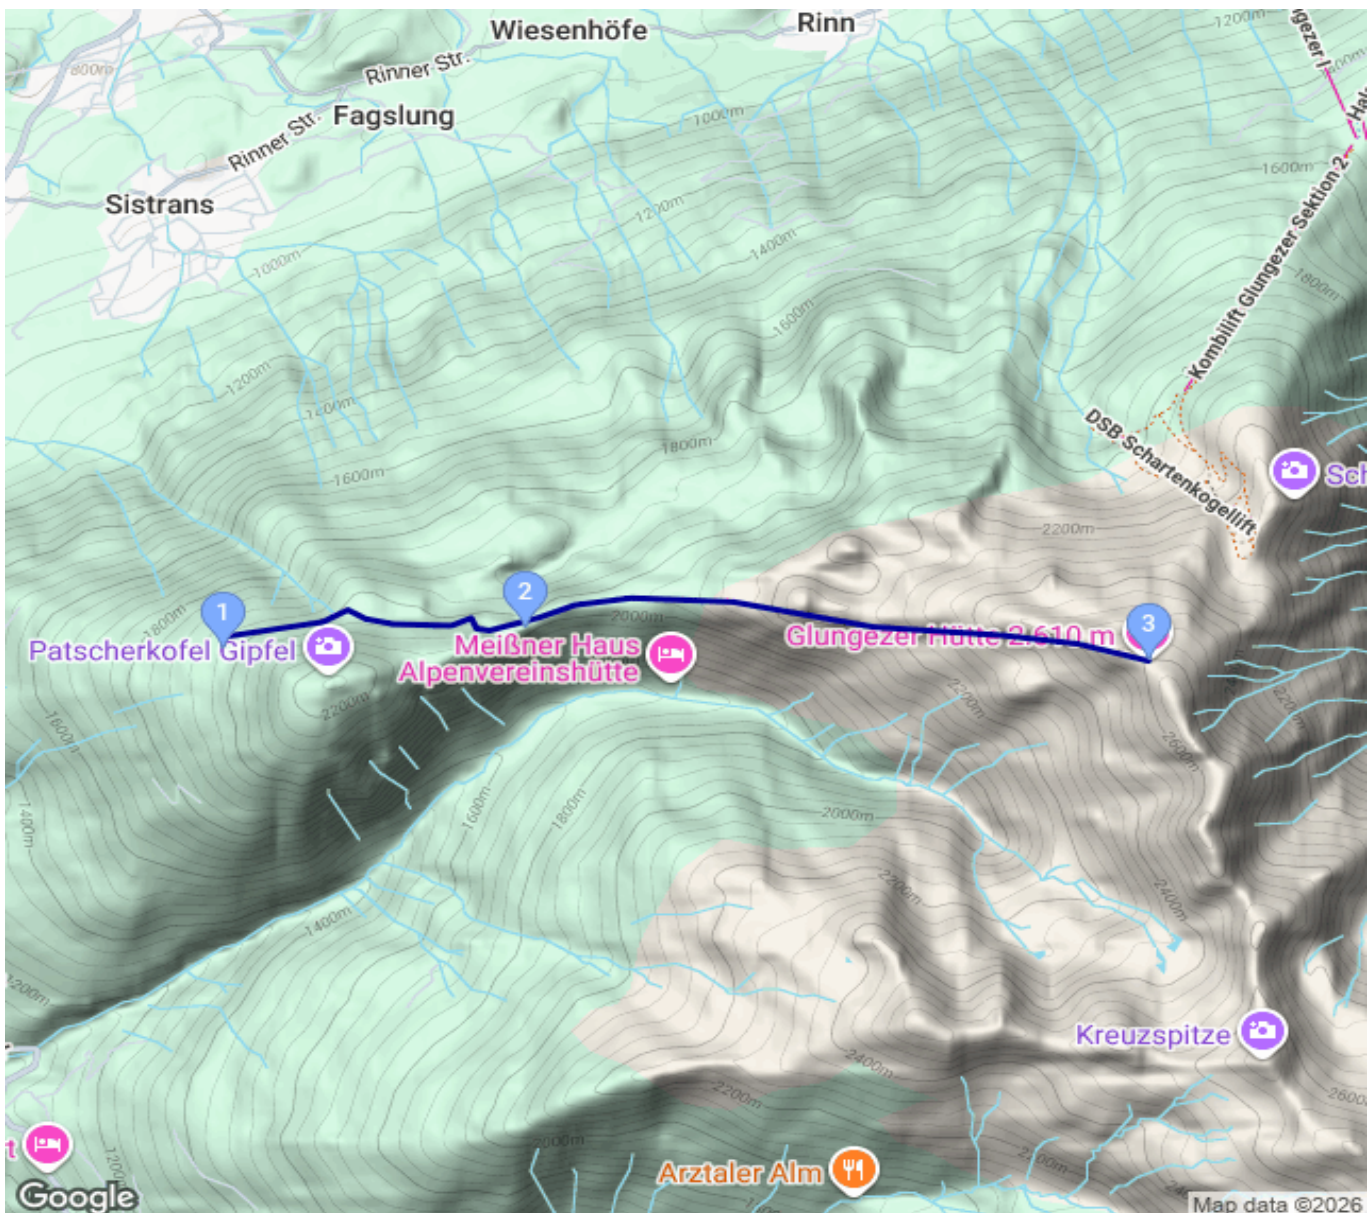 Wiesenhöfe
Rinn
1200m
800m
Rinner Str.
Fagslung
1000m
Rinner Str.
Kombilift Glungezer Sektion 2
1600m
Sistrans
1200m
1400m
1000m
1800m
1600m
1200m
1400m
1800m
DSB Schartenkogellift
1600m
2200m
1
2
3
1800m
2000m
Patscherkofel Gipfel
Meißner Haus
Alpenvereinshütte
Glungezer Hütte 2.610 m
2200m
2200m
2200m
1600m
2600m
1600m
1800m
2000m
1400m
2200m
2400m
1400m
1200m
Kreuzspitze
2400m
2200m
2600m
2000m
2200m
Arztaler Alm
Google
Map data ©2026